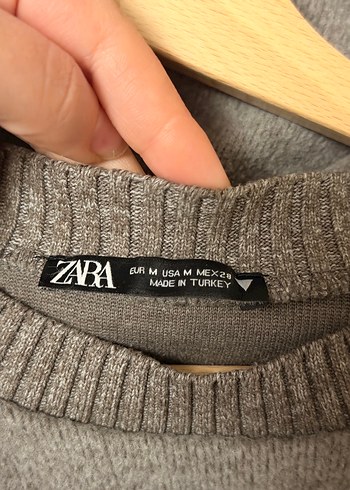 ZARA
EUR M USA M MEX 28
MADE IN TURKEY